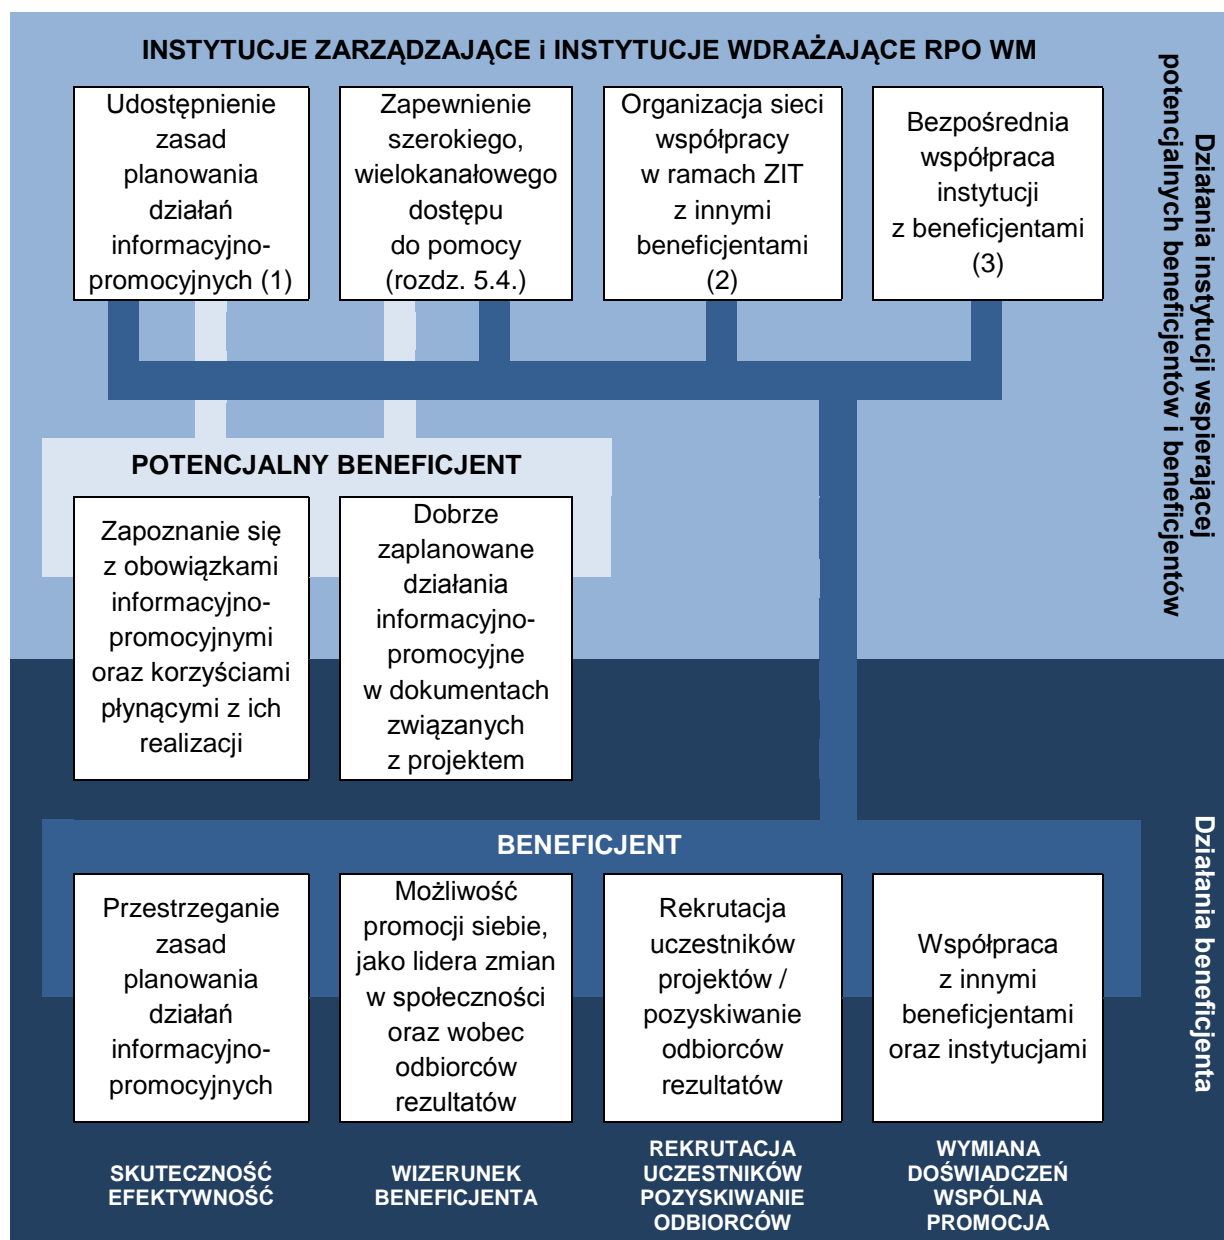 INSTYTUCJE ZARZĄDZAJĄCE i INSTYTUCJE WDRAŻAJĄCE RPO WM
Udostępnienie
zasad
planowania
działań
informacyjno-
promocyjnych (1)
Zapewnienie
szerokiego,
wielokanałowego
dostępu
do pomocy
(rozdz. 5.4.)
Organizacja sieci
współpracy
w ramach ZIT
z innymi
beneficjentami
(2)
Bezpośrednia
współpraca
instytucji
z beneficjentami
(3)
Działania instytucji wspierającej
potencjalnych beneficjentów i beneficjentów
POTENCJALNY BENEFICJENT
Zapoznanie się
z obowiązkami
informacyjno-
promocyjnymi
oraz korzyściami
płynącymi z ich
realizacji
Dobrze
zaplanowane
działania
informacyjno-
promocyjne
w dokumentach
związanych
z projektem
BENEFICJENT
Przestrzeganie
zasad
planowania
działań
informacyjno-
promocyjnych
Możliwość
promocji siebie,
jako lidera zmian
w społeczności
oraz wobec
odbiorców
rezultatów
Rekrutacja
uczestników
projektów /
pozyskiwanie
odbiorców
rezultatów
Współpraca
z innymi
beneficjentami
oraz instytucjami
Działania beneficjenta
SKUTECZNOŚĆ
EFEKTYWNOŚĆ
WIZERUNEK
BENEFICJENTA
REKRUTACJA
UCZESTNIKÓW
POZYSKIWANIE
ODBIORCÓW
WYMIANA
DOŚWIADCZEŃ
WSPÓLNA
PROMOCJA